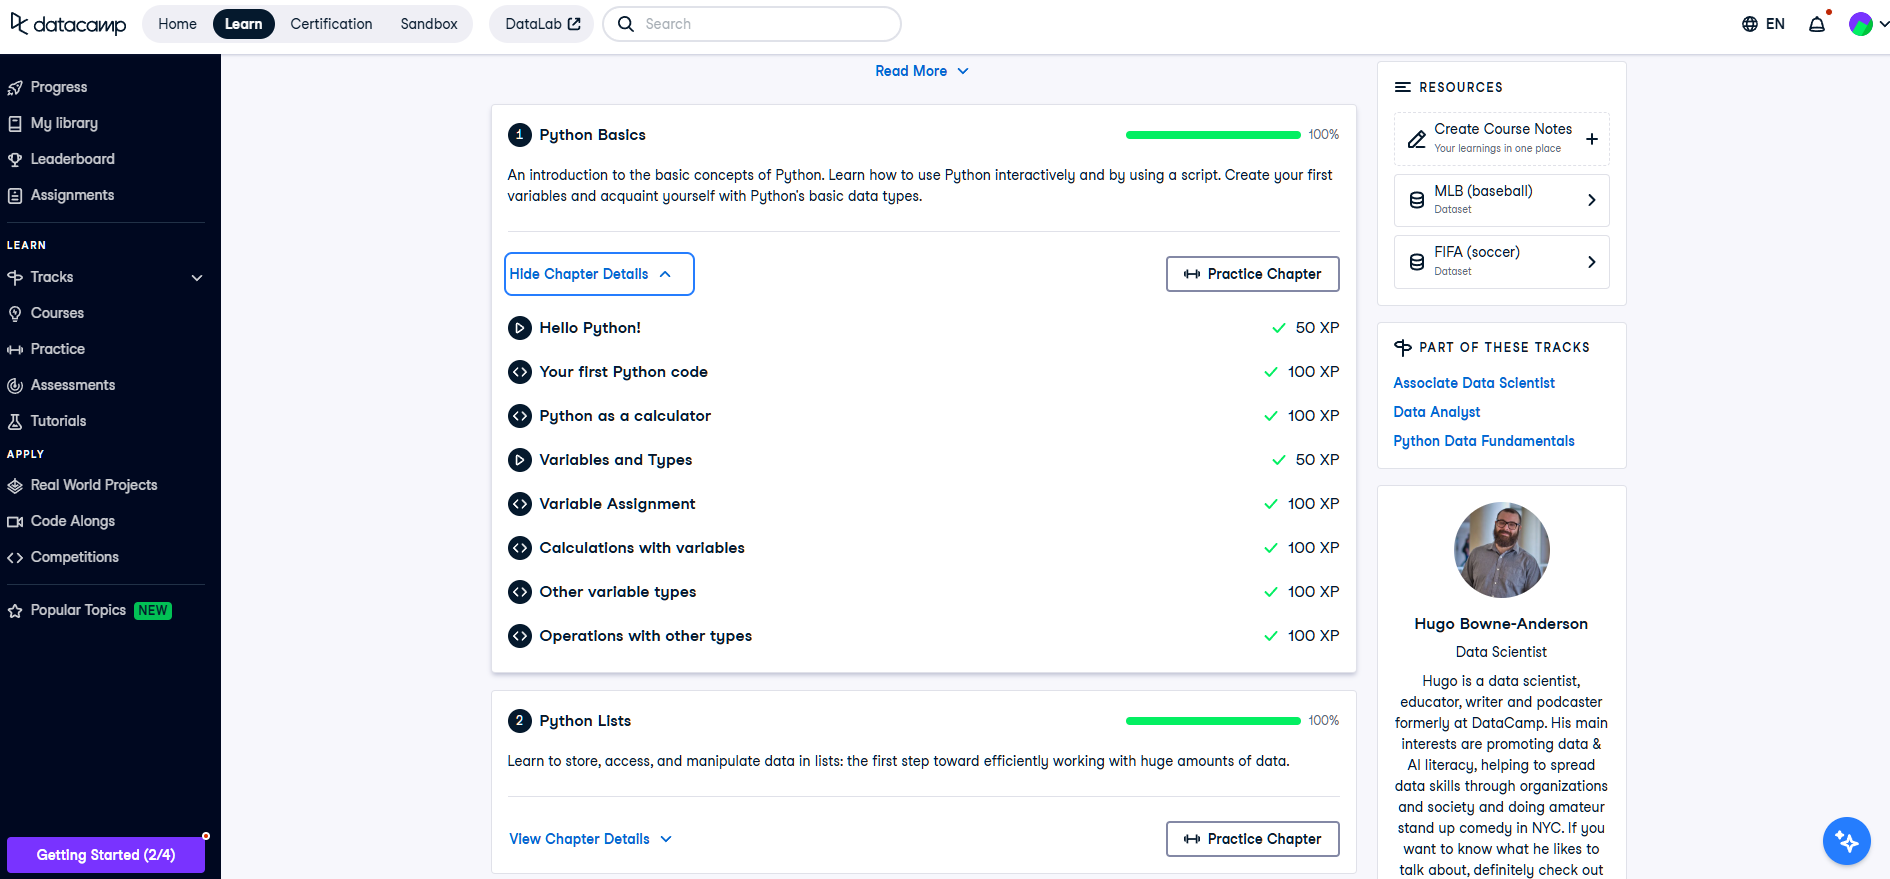 datacamp
Home
Learn
Certification
Sandbox
DataLab
Search
EN
Progress
My library
Leaderboard
Assignments
LEARN
Tracks
Courses
Practice
Assessments
Tutorials
APPLY
Real World Projects
Code Alongs
Competitions
Popular Topics NEW
Getting Started (2/4)
Read More
1 Python Basics
100%
An introduction to the basic concepts of Python. Learn how to use Python interactively and by using a script. Create your first
variables and acquaint yourself with Python's basic data types.
Hide Chapter Details
Practice Chapter
Hello Python! 50 XP
Your first Python code 100 XP
Python as a calculator 100 XP
Variables and Types 50 XP
Variable Assignment 100 XP
Calculations with variables 100 XP
Other variable types 100 XP
Operations with other types 100 XP
2 Python Lists
100%
Learn to store, access, and manipulate data in lists: the first step toward efficiently working with huge amounts of data.
View Chapter Details
Practice Chapter
RESOURCES
Create Course Notes
Your learnings in one place
MLB (baseball)
Dataset
FIFA (soccer)
Dataset
PART OF THESE TRACKS
Associate Data Scientist
Data Analyst
Python Data Fundamentals
Hugo Bowne-Anderson
Data Scientist
Hugo is a data scientist,
educator, writer and podcaster
formerly at DataCamp. His main
interests are promoting data &
AI literacy, helping to spread
data skills through organizations
and society and doing amateur
stand up comedy in NYC. If you
want to know what he likes to
talk about, definitely check out